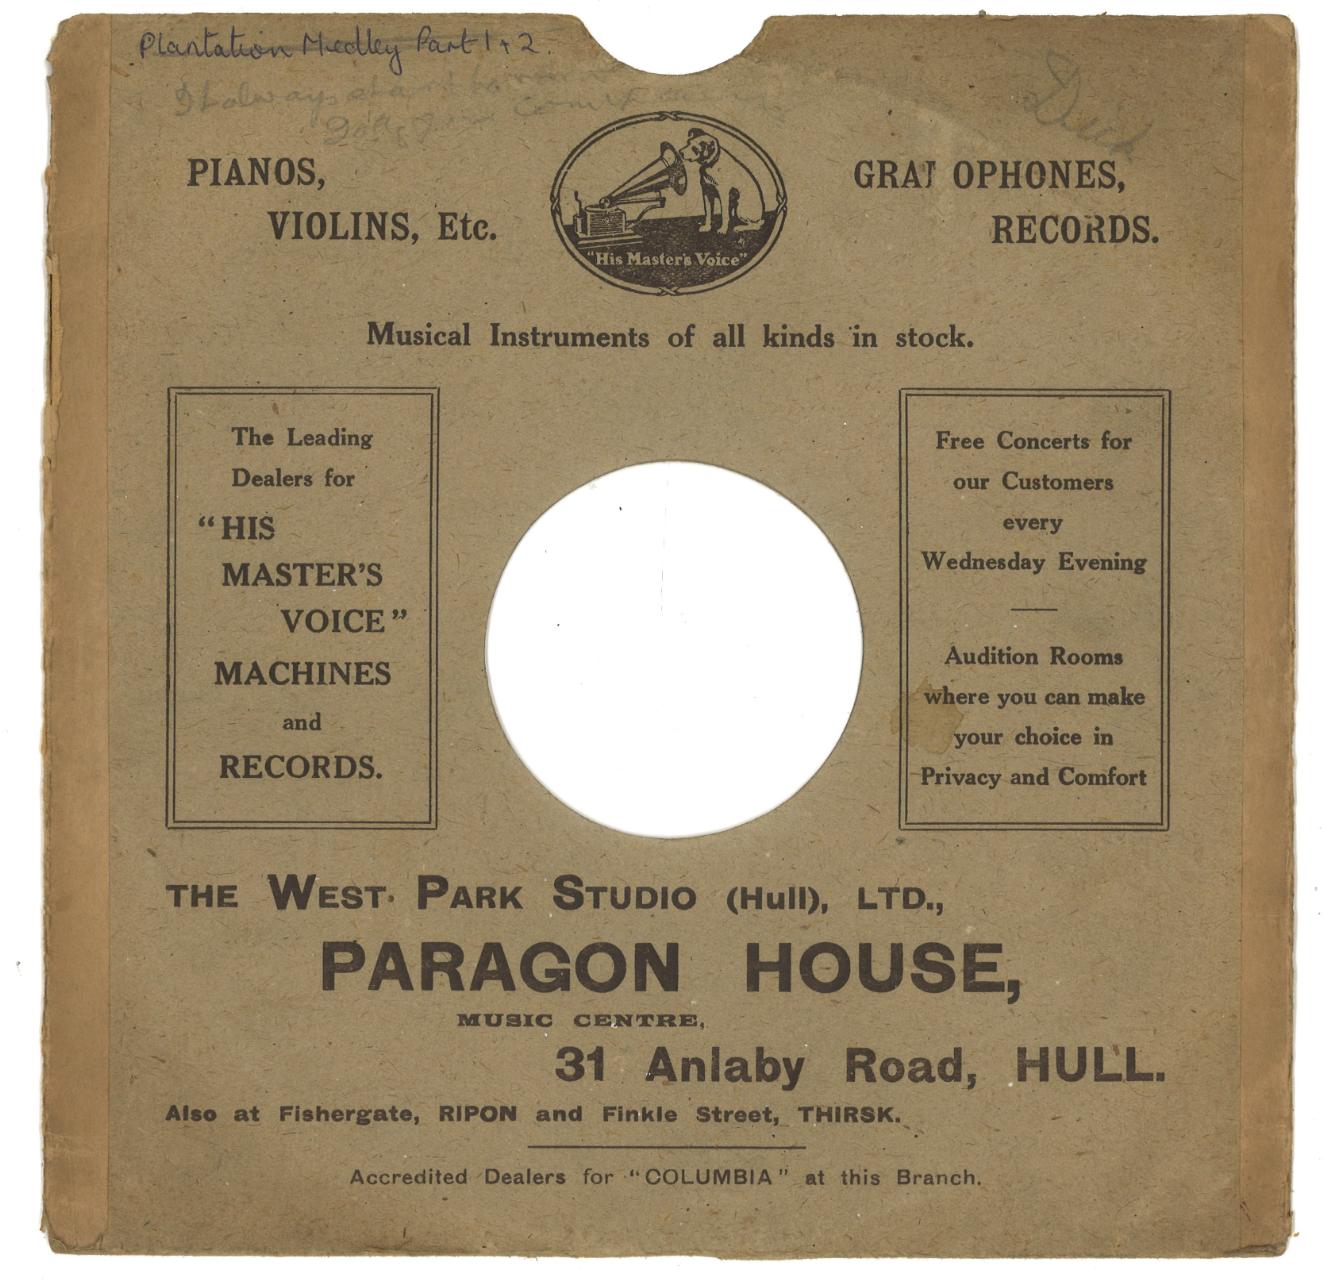 Plantation Medley Part 1 + 2.
PIANOS,
VIOLINS, Etc.
"His Master's Voice"
GRAMOPHONES,
RECORDS.
Musical Instruments of all kinds in stock.
The Leading
Dealers for
"HIS
MASTER'S
VOICE"
MACHINES
and
RECORDS.
Free Concerts for
our Customers
every
Wednesday Evening
Audition Rooms
where you can make
your choice in
Privacy and Comfort
THE WEST PARK STUDIO (Hull), LTD.,
PARAGON HOUSE,
MUSIC CENTRE,
31 Anlaby Road, HULL.
Also at Fishergate, RIPON and Finkle Street, THIRSK.
Accredited Dealers for "COLUMBIA" at this Branch.